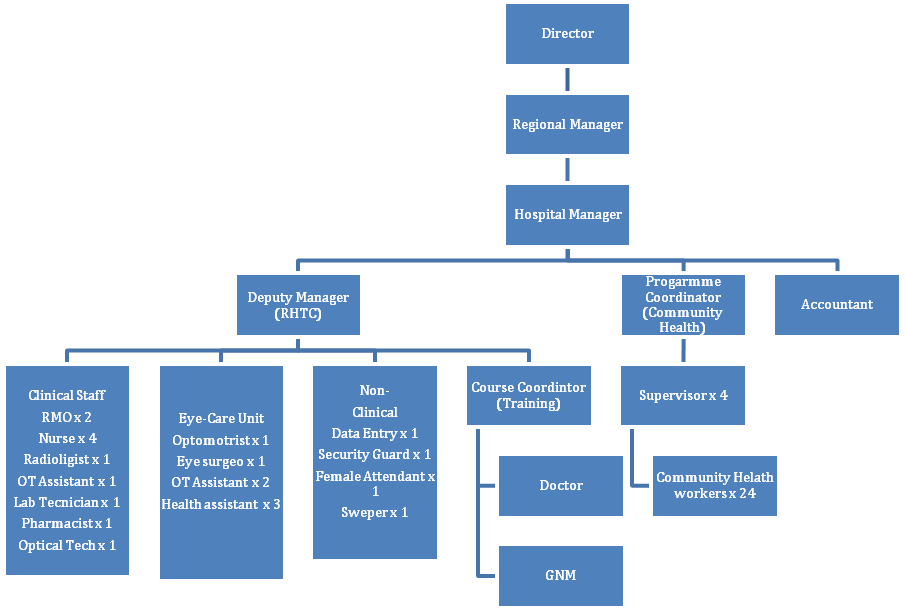 Director
Regional Manager
Hospital Manager
Deputy Manager
(RHTC)
Progarmme
Coordinator
(Community
Health)
Accountant
Clinical Staff
RMO x 2
Nurse x 4
Radioligist x 1
OT Assistant x 1
Lab Tecnician x 1
Pharmacist x 1
Optical Tech x 1
Eye-Care Unit
Optomotrist x 1
Eye surgeo x 1
OT Assistant x 2
Health assistant x 3
Non-
Clinical
Data Entry x 1
Security Guard x 1
Female Attendant x
1
Sweper x 1
Course Coordintor
(Training)
Doctor
GNM
Supervisor x 4
Community Helath
workers x 24